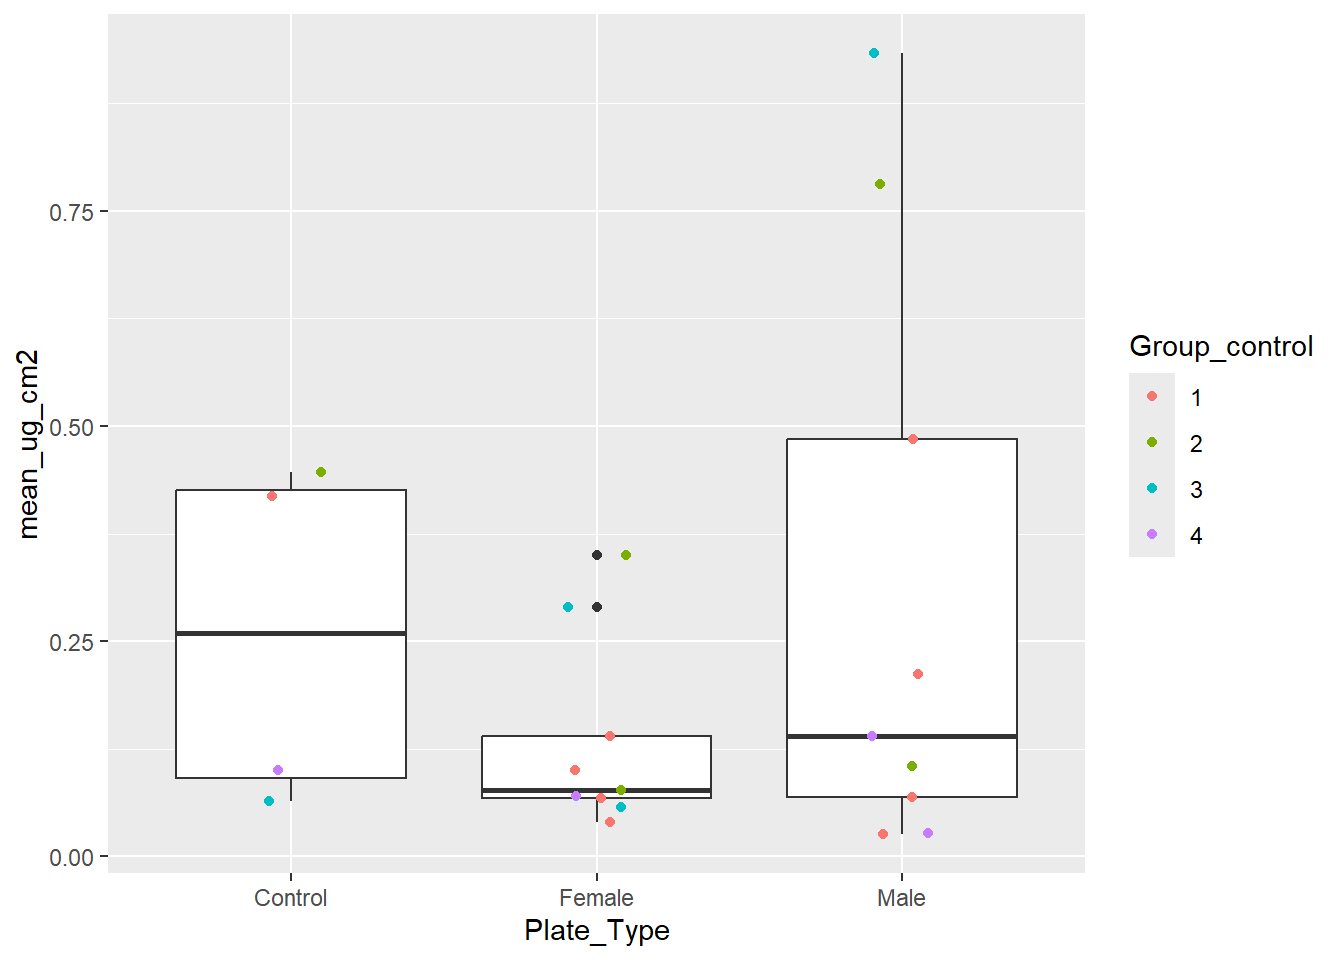 mean_ug_cm2
0.75
0.50
0.25
0.00
Control Female Male
Plate_Type
Group_control
1
2
3
4